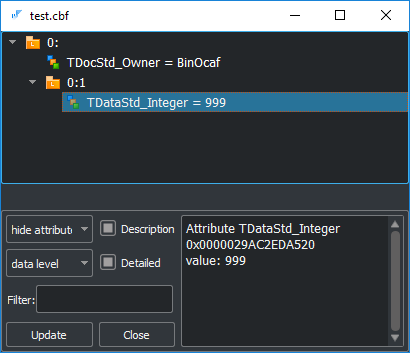 test.cbf
0:
TDocStd_Owner = BinOcaf
0:1
TDataStd_Integer = 999
hide attribut
Description
data level
Detailed
Filter:
Update
Close
Attribute TDataStd_Integer
0x0000029AC2EDA520
value: 999